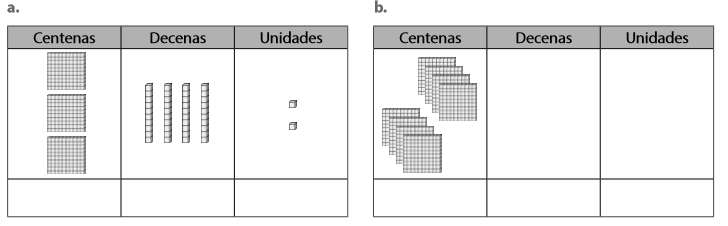 a.
Centenas Decenas Unidades
b.
Centenas Decenas Unidades